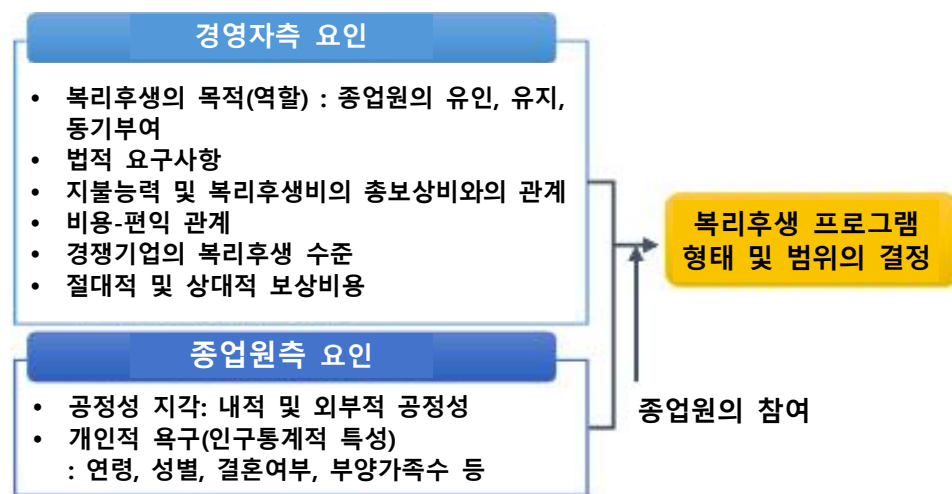 경영자측 요인
• 복리후생의 목적(역할) : 종업원의 유인, 유지,
동기부여
• 법적 요구사항
• 지불능력 및 복리후생비의 총보상비와의 관계
• 비용-편익 관계
• 경쟁기업의 복리후생 수준
• 절대적 및 상대적 보상비용
복리후생 프로그램
형태 및 범위의 결정
종업원측 요인
• 공정성 지각: 내적 및 외부적 공정성
• 개인적 욕구(인구통계적 특성)
: 연령, 성별, 결혼여부, 부양가족수 등
종업원의 참여